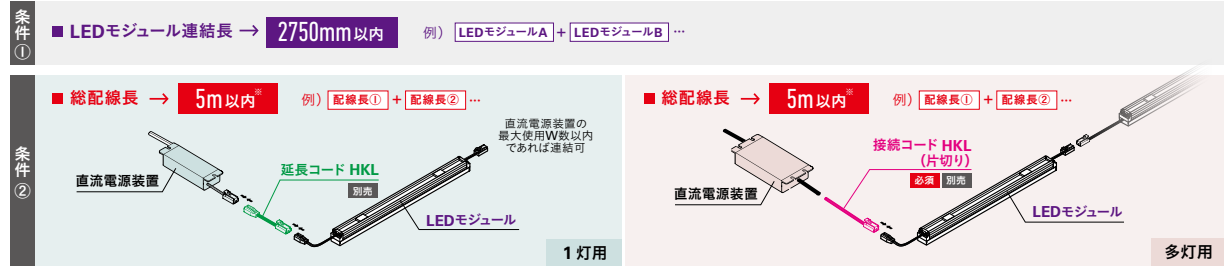 条件①
■ LEDモジュール連結長 → 2750mm以内 例） LEDモジュールA + LEDモジュールB …
条件②
■ 総配線長 → 5m以内※ 例） 配線長① + 配線長② …
直流電源装置の
最大使用W数以内
であれば連結可
延長コード HKL
別売
直流電源装置
LEDモジュール
1灯用
■ 総配線長 → 5m以内※ 例） 配線長① + 配線長② …
接続コード HKL
（片切り）
必須 別売
直流電源装置
LEDモジュール
多灯用